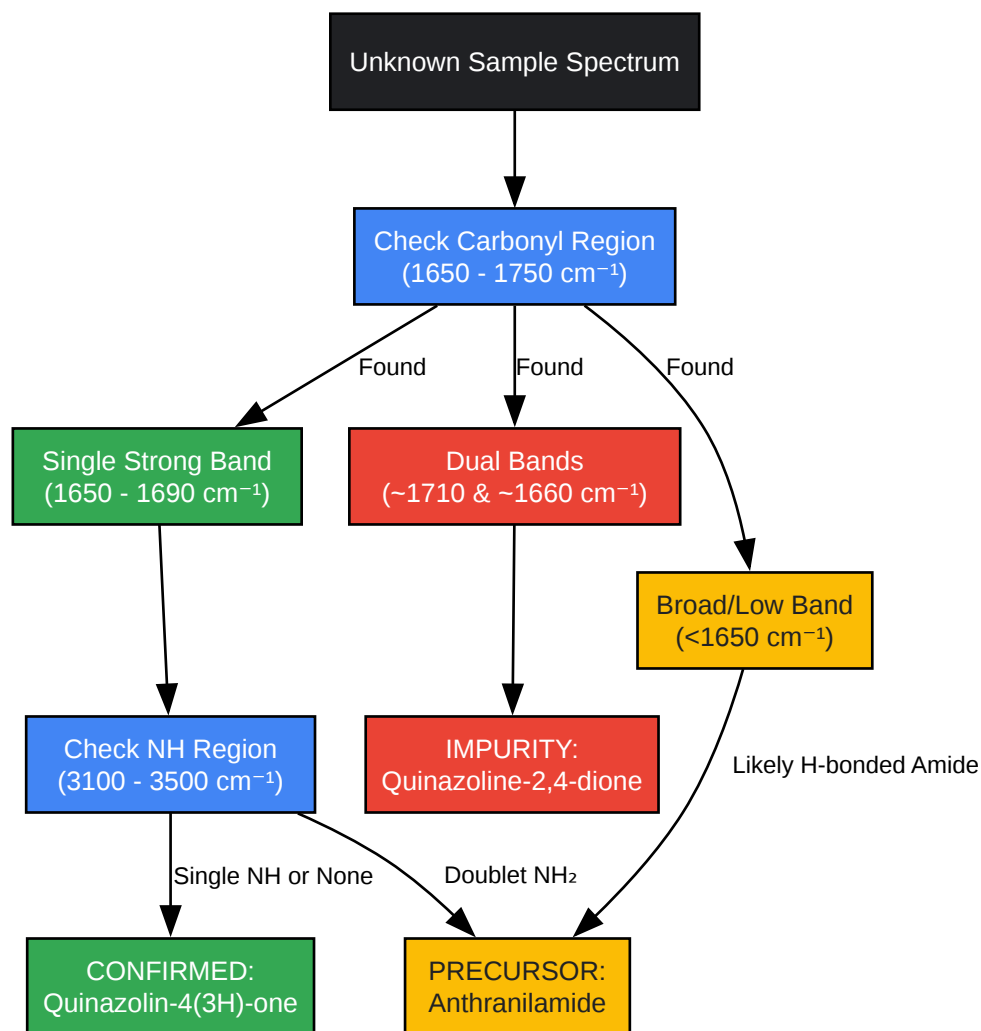 Unknown Sample Spectrum
Check Carbonyl Region
(1650 - 1750 cm⁻¹)
Found
Found
Found
Single Strong Band
(1650 - 1690 cm⁻¹)
Dual Bands
(~1710 & ~1660 cm⁻¹)
Broad/Low Band
(<1650 cm⁻¹)
Check NH Region
(3100 - 3500 cm⁻¹)
IMPURITY:
Quinazoline-2,4-dione
Likely H-bonded Amide
Single NH or None
Doublet NH₂
CONFIRMED:
Quinazolin-4(3H)-one
PRECURSOR:
Anthranilamide